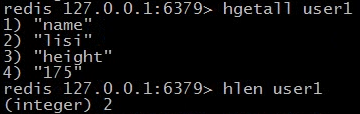 redis 127.0.0.1:6379> hgetall user1
1) "name"
2) "lisi"
3) "height"
4) "175"
redis 127.0.0.1:6379> hlen user1
(integer) 2